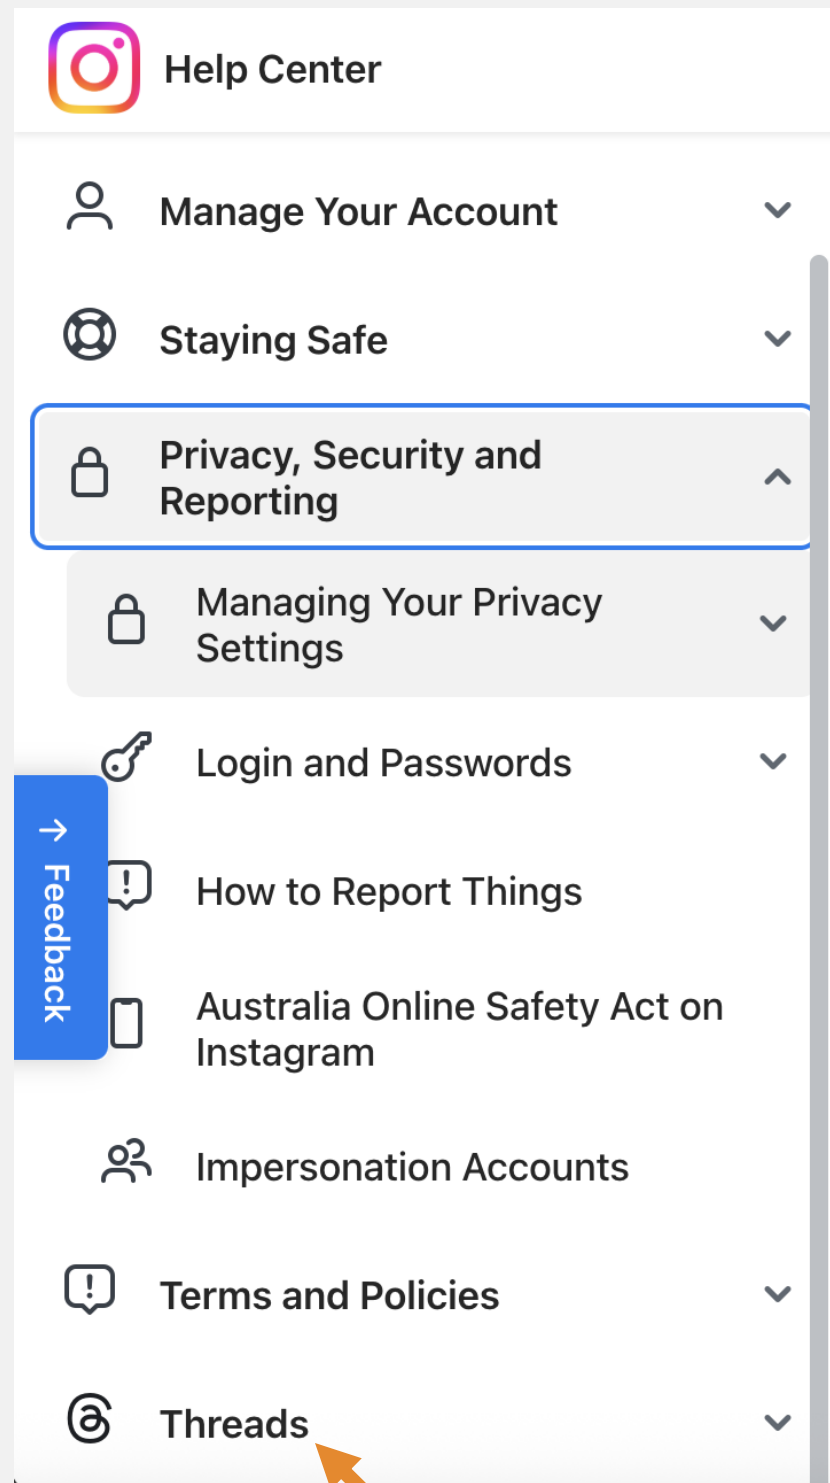 Help Center
Manage Your Account
Staying Safe
Privacy, Security and
Reporting
Managing Your Privacy
Settings
Login and Passwords
→ Feedback
How to Report Things
Australia Online Safety Act on
Instagram
Impersonation Accounts
Terms and Policies
Threads